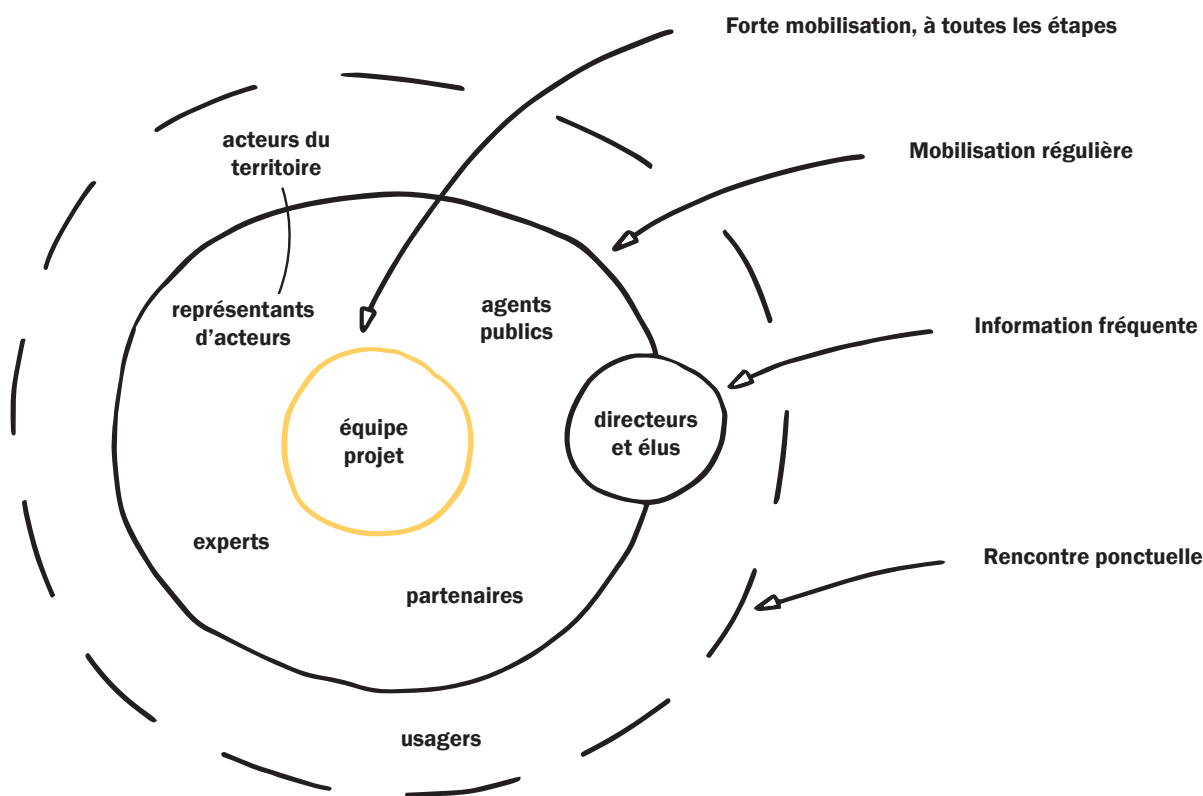 Forte mobilisation, à toutes les étapes
acteurs du
territoire
Mobilisation régulière
représentants
d’acteurs
agents
publics
Information fréquente
équipe
projet
directeurs
et élus
experts
partenaires
Rencontre ponctuelle
usagers